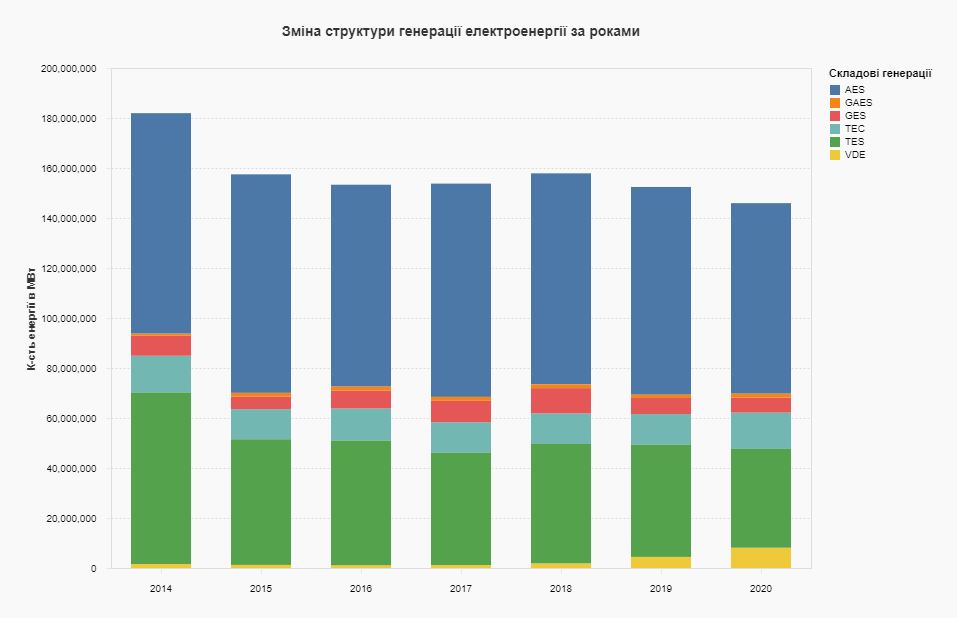 Зміна структури генерації електроенергії за роками
К-сть енергії в МВт
200,000,000
180,000,000
160,000,000
140,000,000
120,000,000
100,000,000
80,000,000
60,000,000
40,000,000
20,000,000
0
2014
2015
2016
2017
2018
2019
2020
Складові генерації
AES
GAES
GES
TEC
TES
VDE